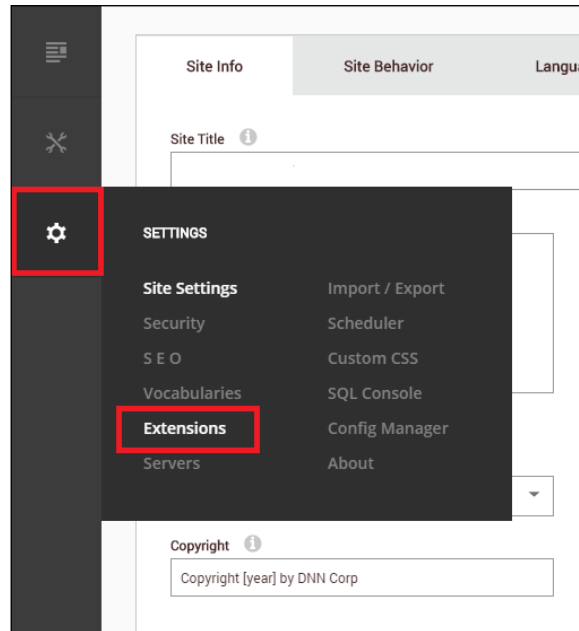 Site Info
Site Behavior
Langu
Site Title
SETTINGS
Site Settings
Security
S E O
Vocabularies
Extensions
Servers
Import / Export
Scheduler
Custom CSS
SQL Console
Config Manager
About
Copyright
Copyright [year] by DNN Corp